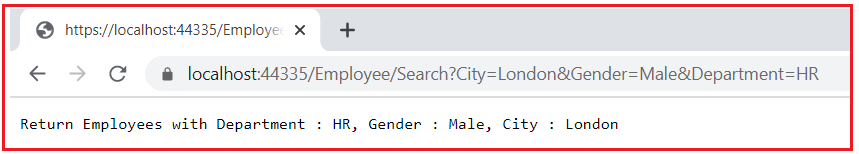 https://localhost:44335/Employe
localhost:44335/Employee/Search?City=London&Gender=Male&Department=HR
Return Employees with Department : HR, Gender : Male, City : London